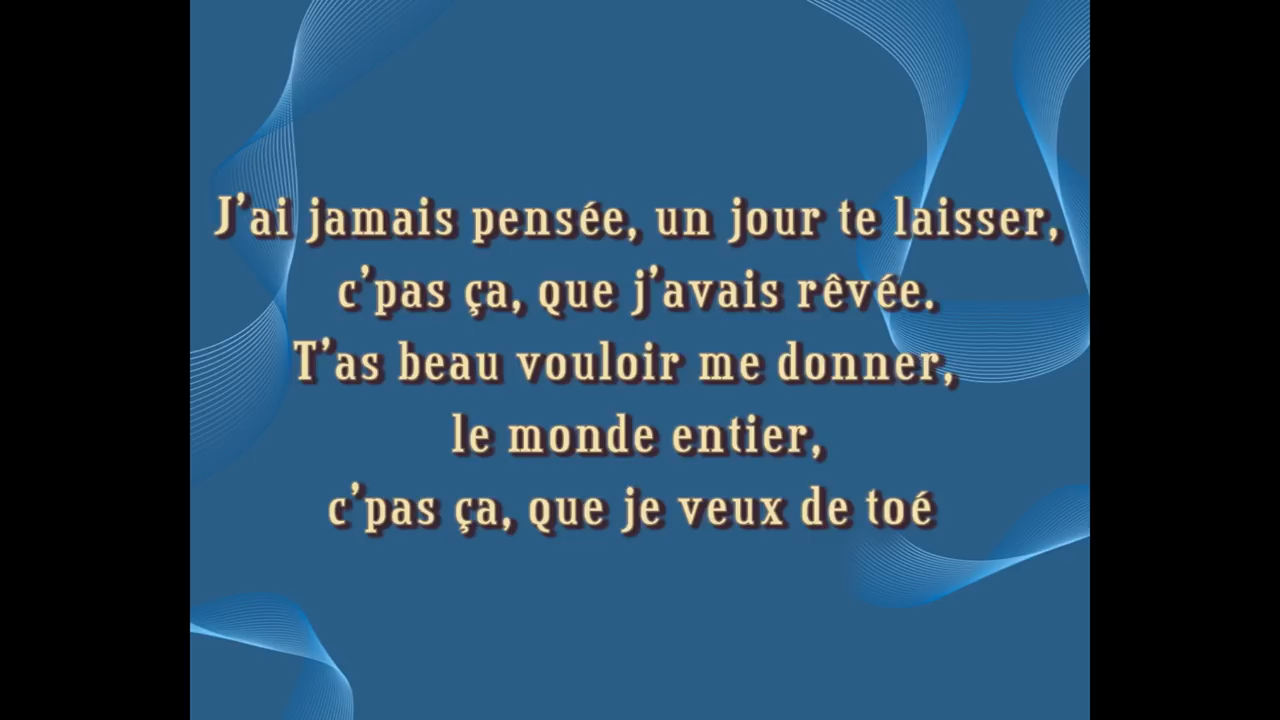 J'ai jamais pensée, un jour te laisser,
c'pas ça, que j'avais rêvée.
T'as beau vouloir me donner,
le monde entier,
c'pas ça, que je veux de toé